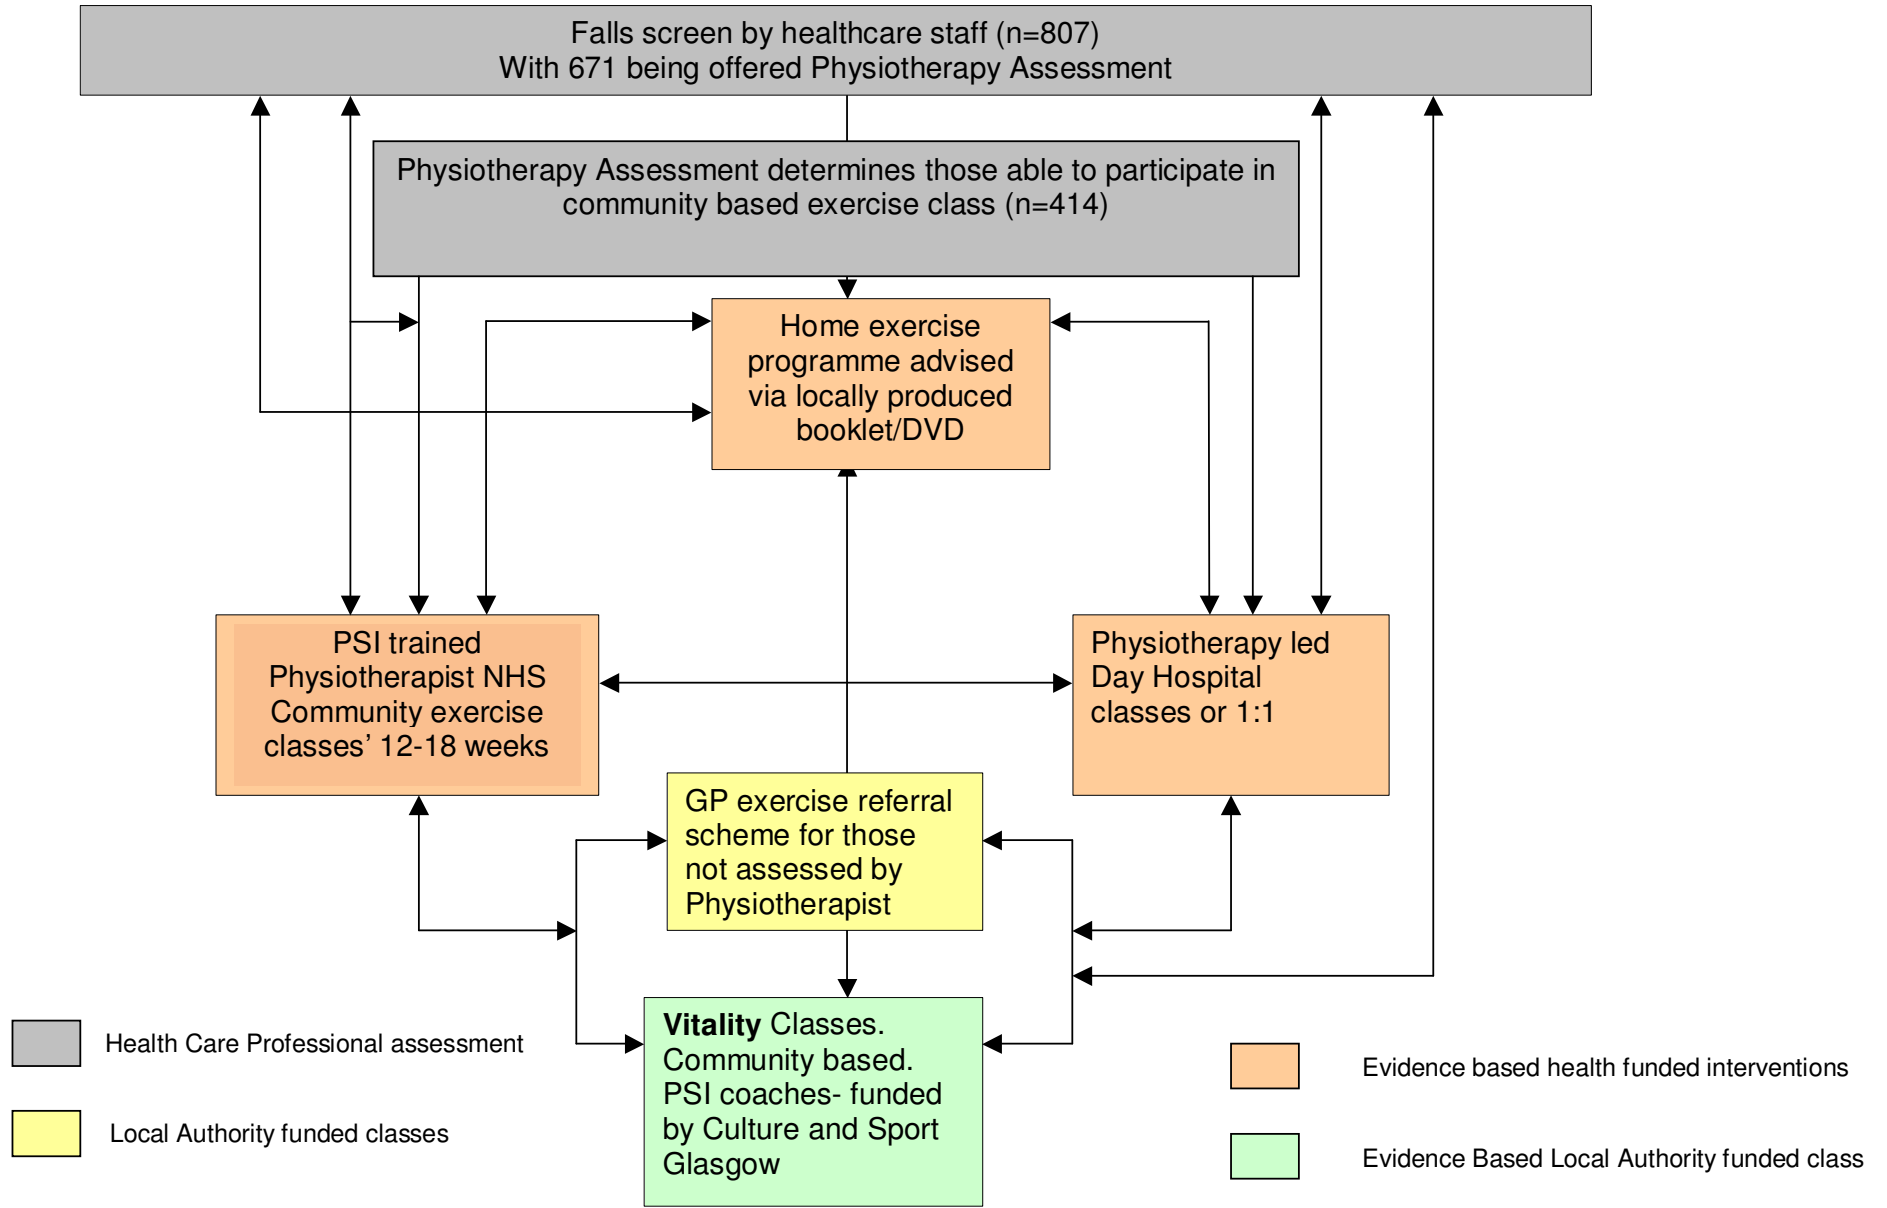 Falls screen by healthcare staff (n=807)
With 671 being offered Physiotherapy Assessment
Physiotherapy Assessment determines those able to participate in
community based exercise class (n=414)
Home exercise
programme advised
via locally produced
booklet/DVD
PSI trained
Physiotherapist NHS
Community exercise
classes’ 12-18 weeks
Physiotherapy led
Day Hospital
classes or 1:1
GP exercise referral
scheme for those
not assessed by
Physiotherapist
Vitality Classes.
Community based.
PSI coaches- funded
by Culture and Sport
Glasgow
Health Care Professional assessment
Local Authority funded classes
Evidence based health funded interventions
Evidence Based Local Authority funded class